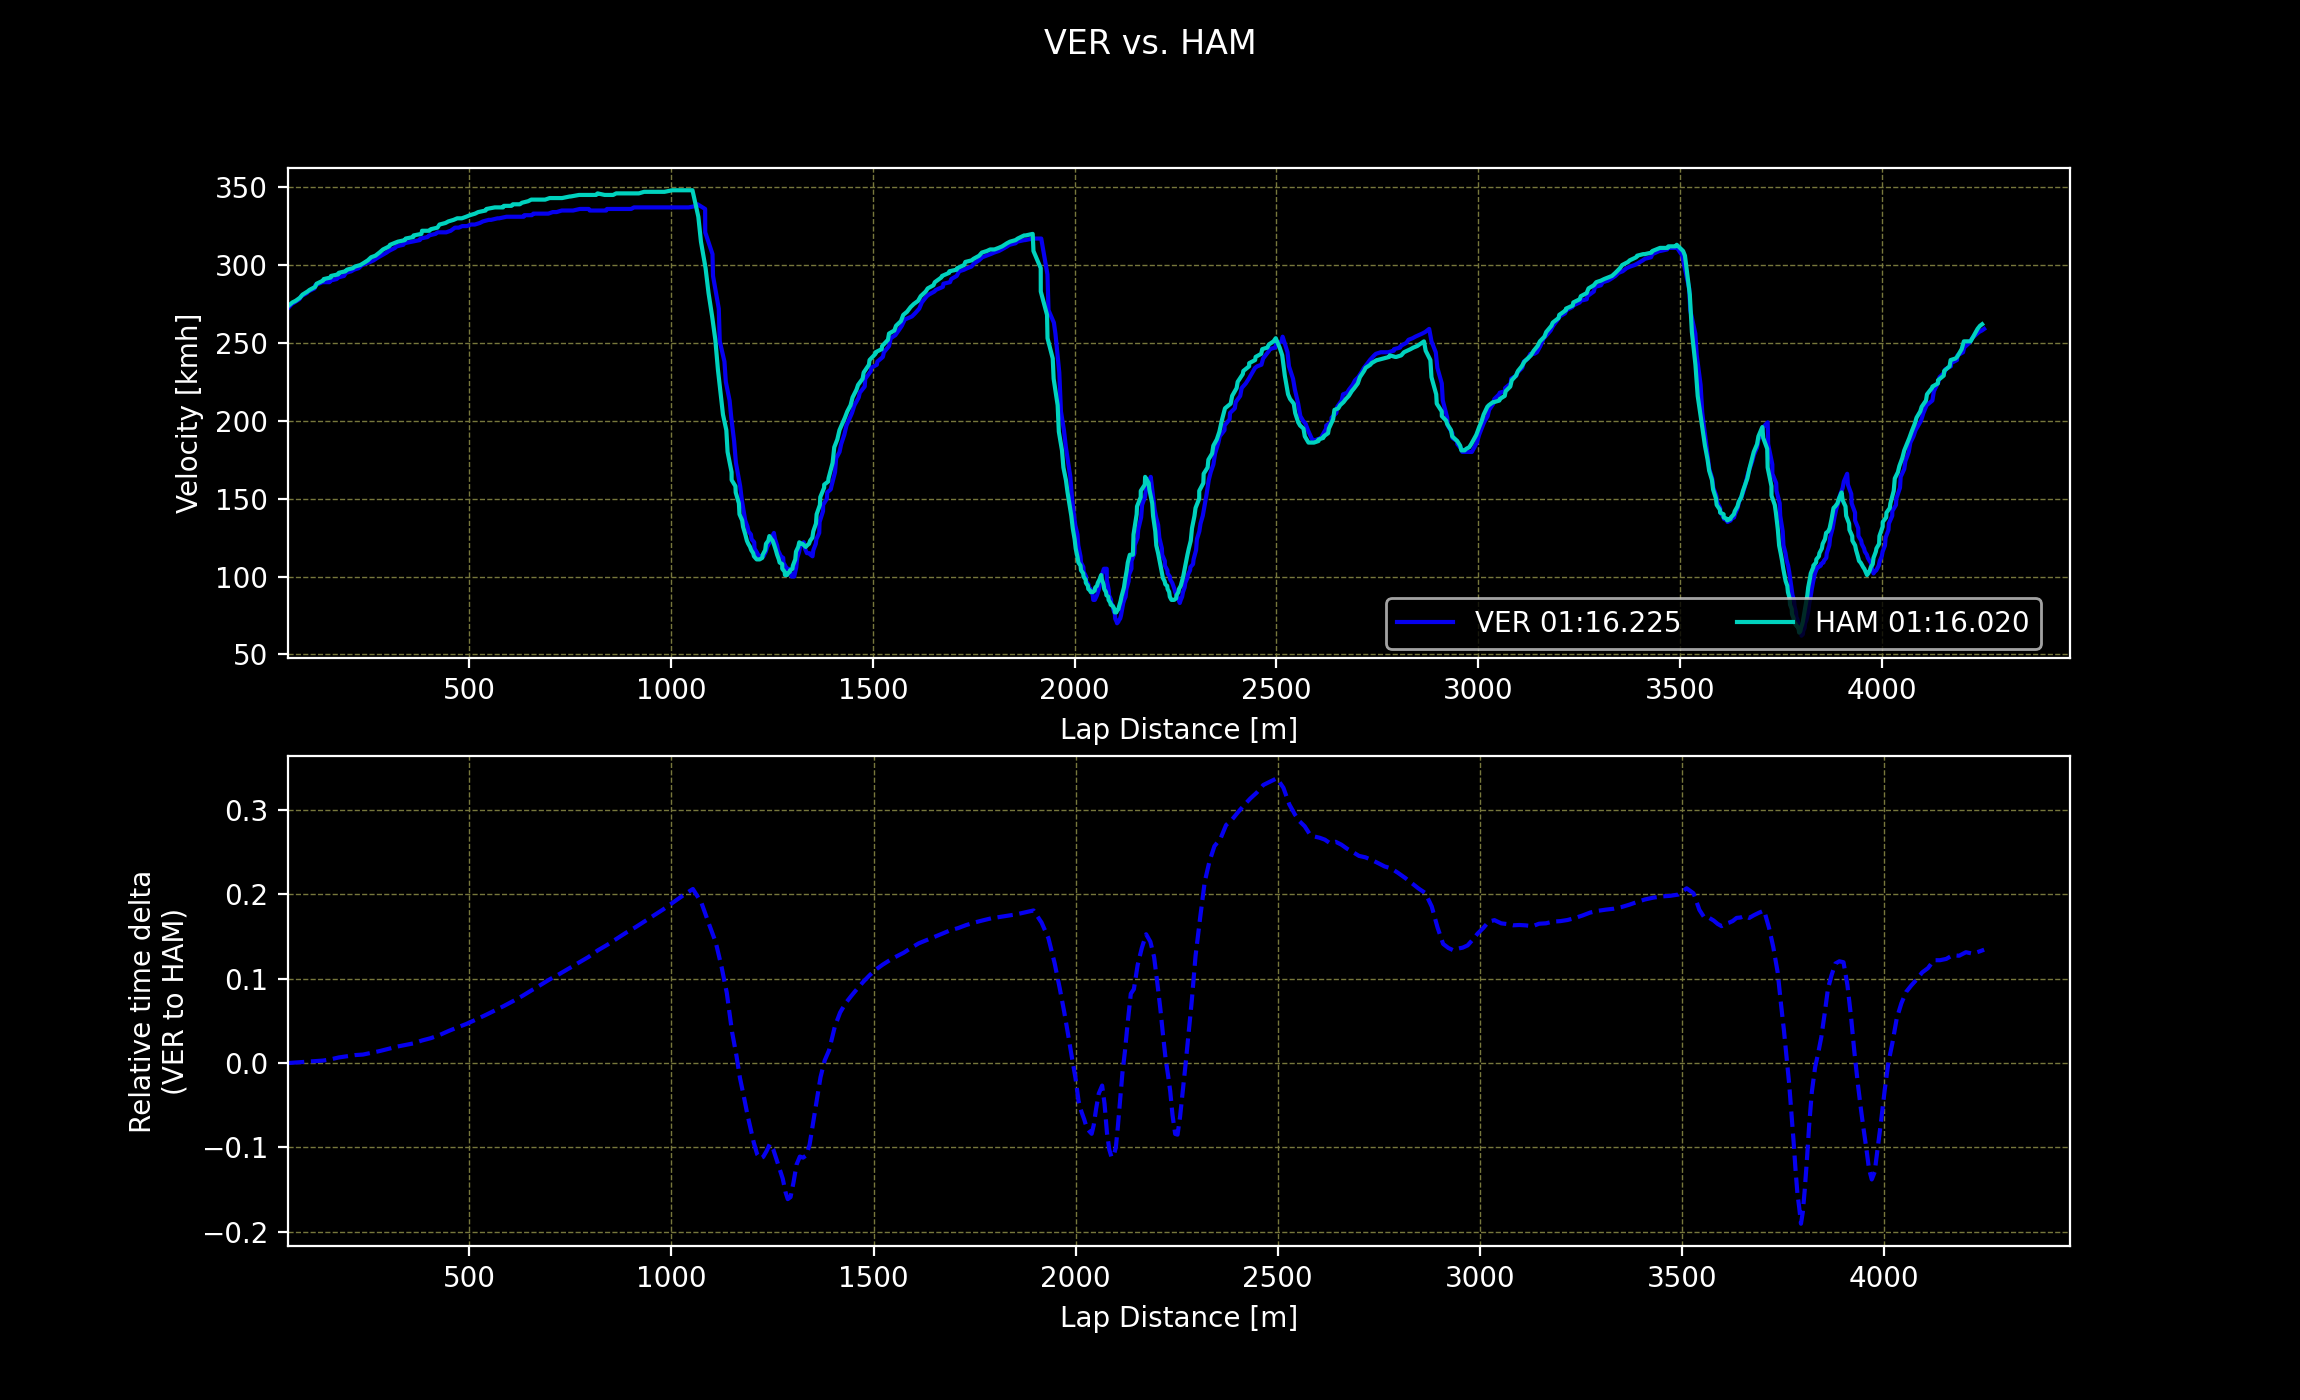 VER vs. HAM
350
300
250
200
150
100
50
Velocity [kmh]
VER 01:16.225 HAM 01:16.020
500 1000 1500 2000 2500 3000 3500 4000
Lap Distance [m]
0.3
0.2
0.1
0.0
−0.1
−0.2
Relative time delta
(VER to HAM)
500 1000 1500 2000 2500 3000 3500 4000
Lap Distance [m]